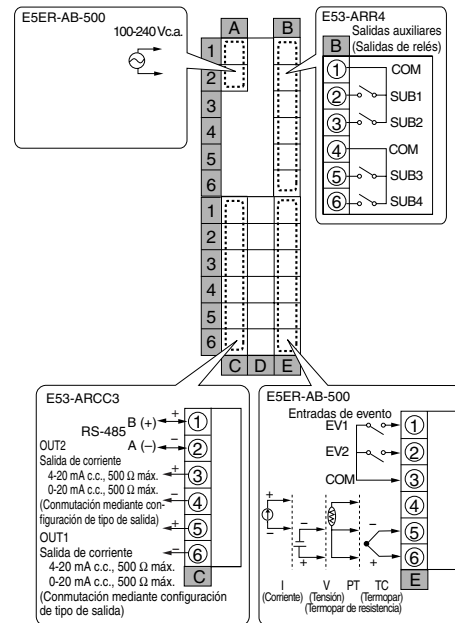 E5ER-AB-500
100-240 Vc.a.
A
B
1
2
3
4
5
6
1
2
3
4
5
6
C D E
E53-ARR4
Salidas auxiliares
(Salidas de relés)
B
1 COM
2 SUB1
3 SUB2
4 COM
5 SUB3
6 SUB4
E53-ARCC3
RS-485
B (+) + 1
A (−) − 2
OUT2
Salida de corriente
4-20 mA c.c., 500 Ω máx.
0-20 mA c.c., 500 Ω máx.
(Conmutación mediante con-
figuración de tipo de salida)
+ 3
− 4
OUT1
Salida de corriente
4-20 mA c.c., 500 Ω máx.
0-20 mA c.c., 500 Ω máx.
(Conmutación mediante configuración
de tipo de salida)
+ 5
− 6
C
E5ER-AB-500
Entradas de evento
EV1 1
EV2 2
COM 3
4
5
6
E
+ − − + − +
I V PT TC
(Corriente) (Tensión) (Termopar)
(Termopar de resistencia)